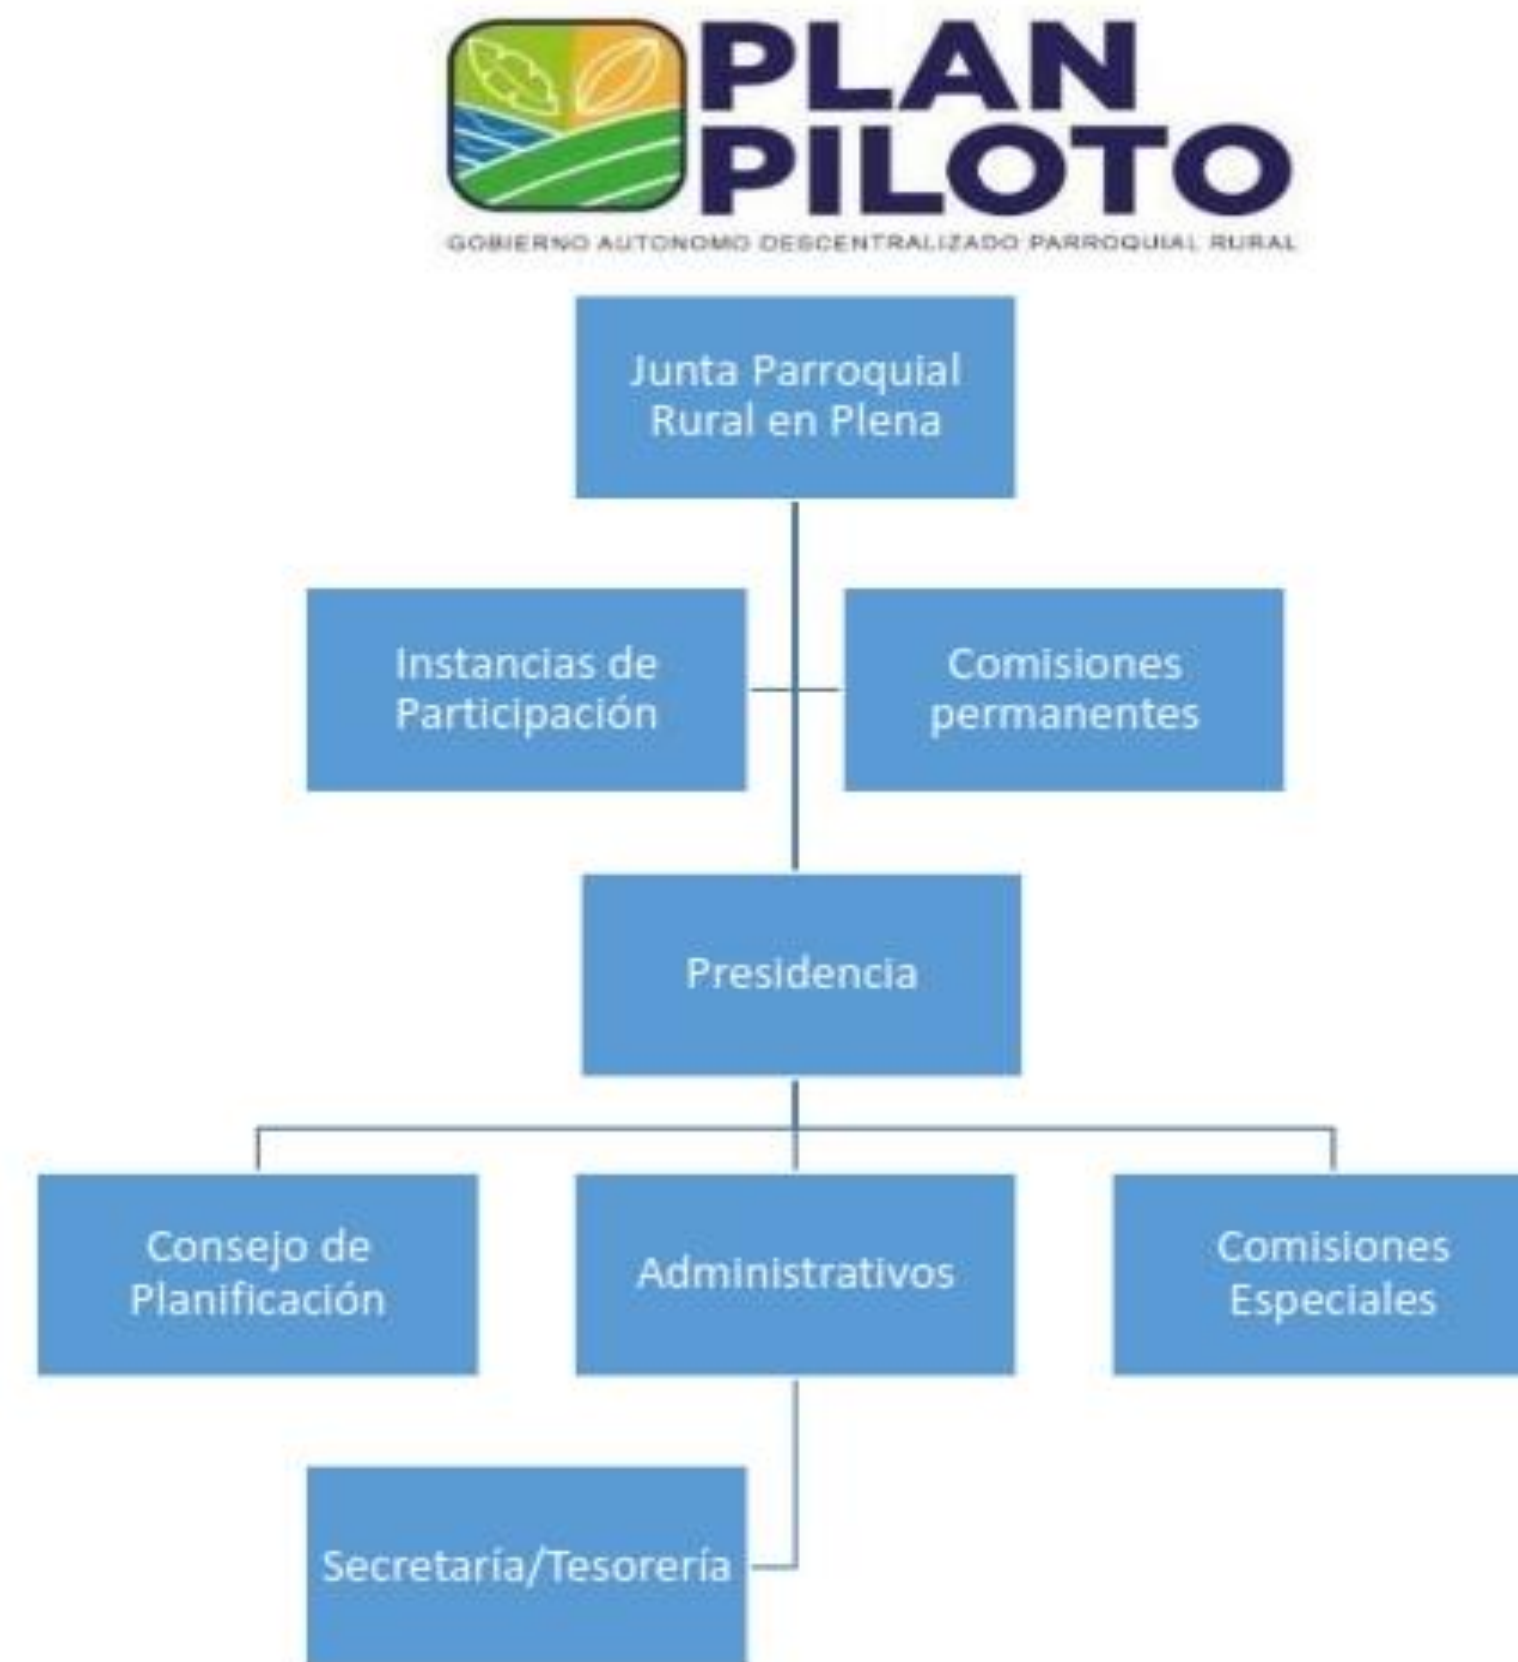 PLAN
PILOTO
GOBIERNO AUTONOMO DESCENTRALIZADO PARROQUIAL RURAL
Junta Parroquial
Rural en Plena
Instancias de
Participación
Comisiones
permanentes
Presidencia
Consejo de
Planificación
Administrativos
Comisiones
Especiales
Secretaría/Tesorería